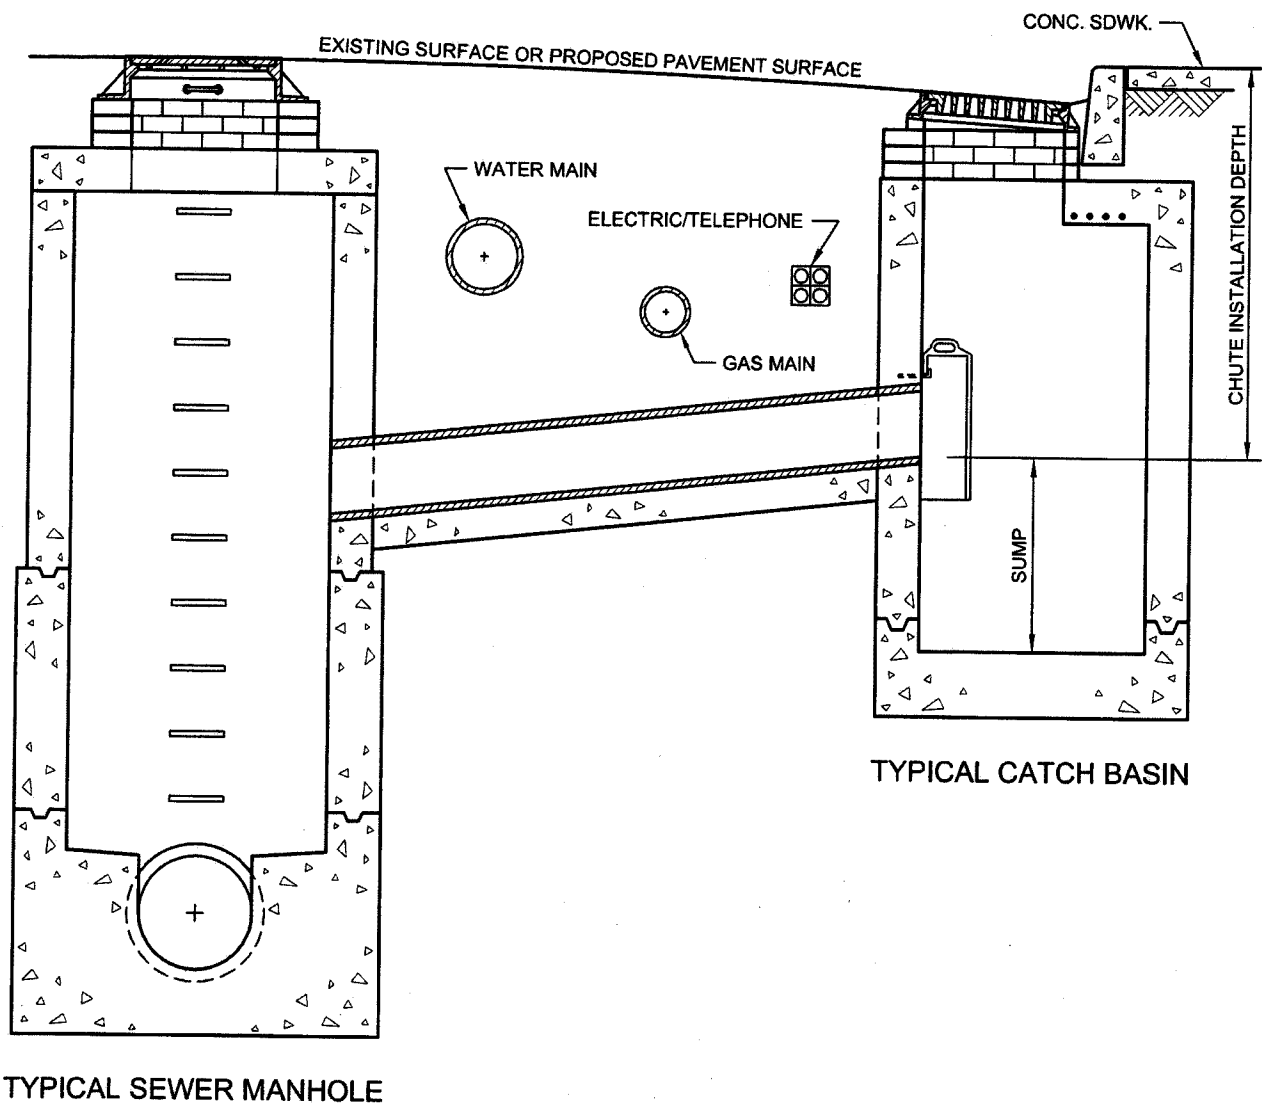 CONC. SDWK.
EXISTING SURFACE OR PROPOSED PAVEMENT SURFACE
WATER MAIN
ELECTRIC/TELEPHONE
GAS MAIN
CHUTE INSTALLATION DEPTH
SUMP
TYPICAL CATCH BASIN
TYPICAL SEWER MANHOLE